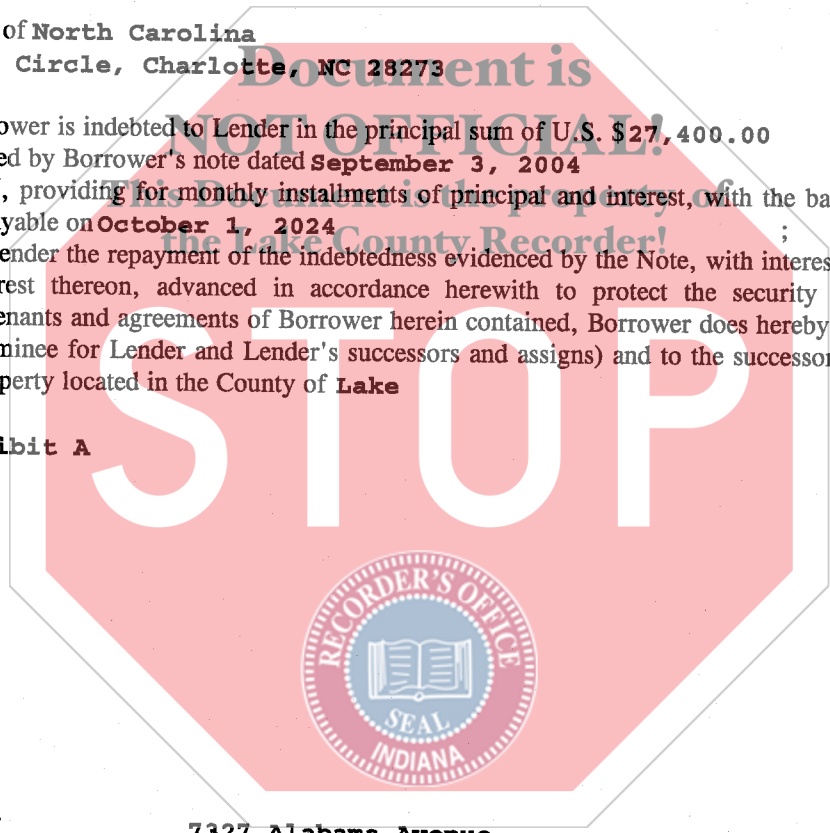 of North Carolina
Circle, Charlotte, NC 28273
Document is
ower is indebted to Lender in the principal sum of U.S. $27,400.00
NOT OFFICIAL!
ed by Borrower's note dated September 3, 2004
, providing for monthly installments of principal and interest, with the ba
This Document is the property of
yable on October 1, 2024 ;
the Lake County Recorder!
ender the repayment of the indebtedness evidenced by the Note, with interes
rest thereon, advanced in accordance herewith to protect the security
enants and agreements of Borrower herein contained, Borrower does hereby
minee for Lender and Lender's successors and assigns) and to the successor
perty located in the County of Lake
ibit A
STOP
RECORDER'S OFFICE
SEAL
INDIANA
7327 Alabama Avenue